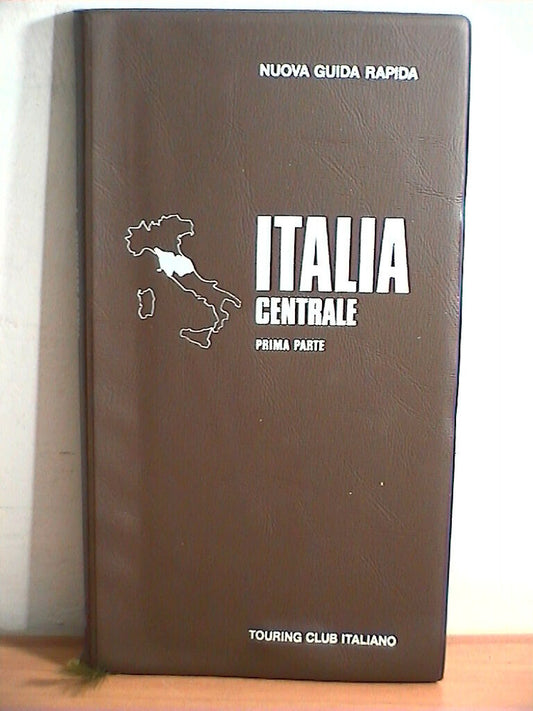 NUOVA GUIDA RAPIDA
ITALIA
CENTRALE
PRIMA PARTE
TOURING CLUB ITALIANO